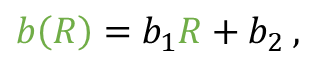 b(R) = b₁R + b₂ ,